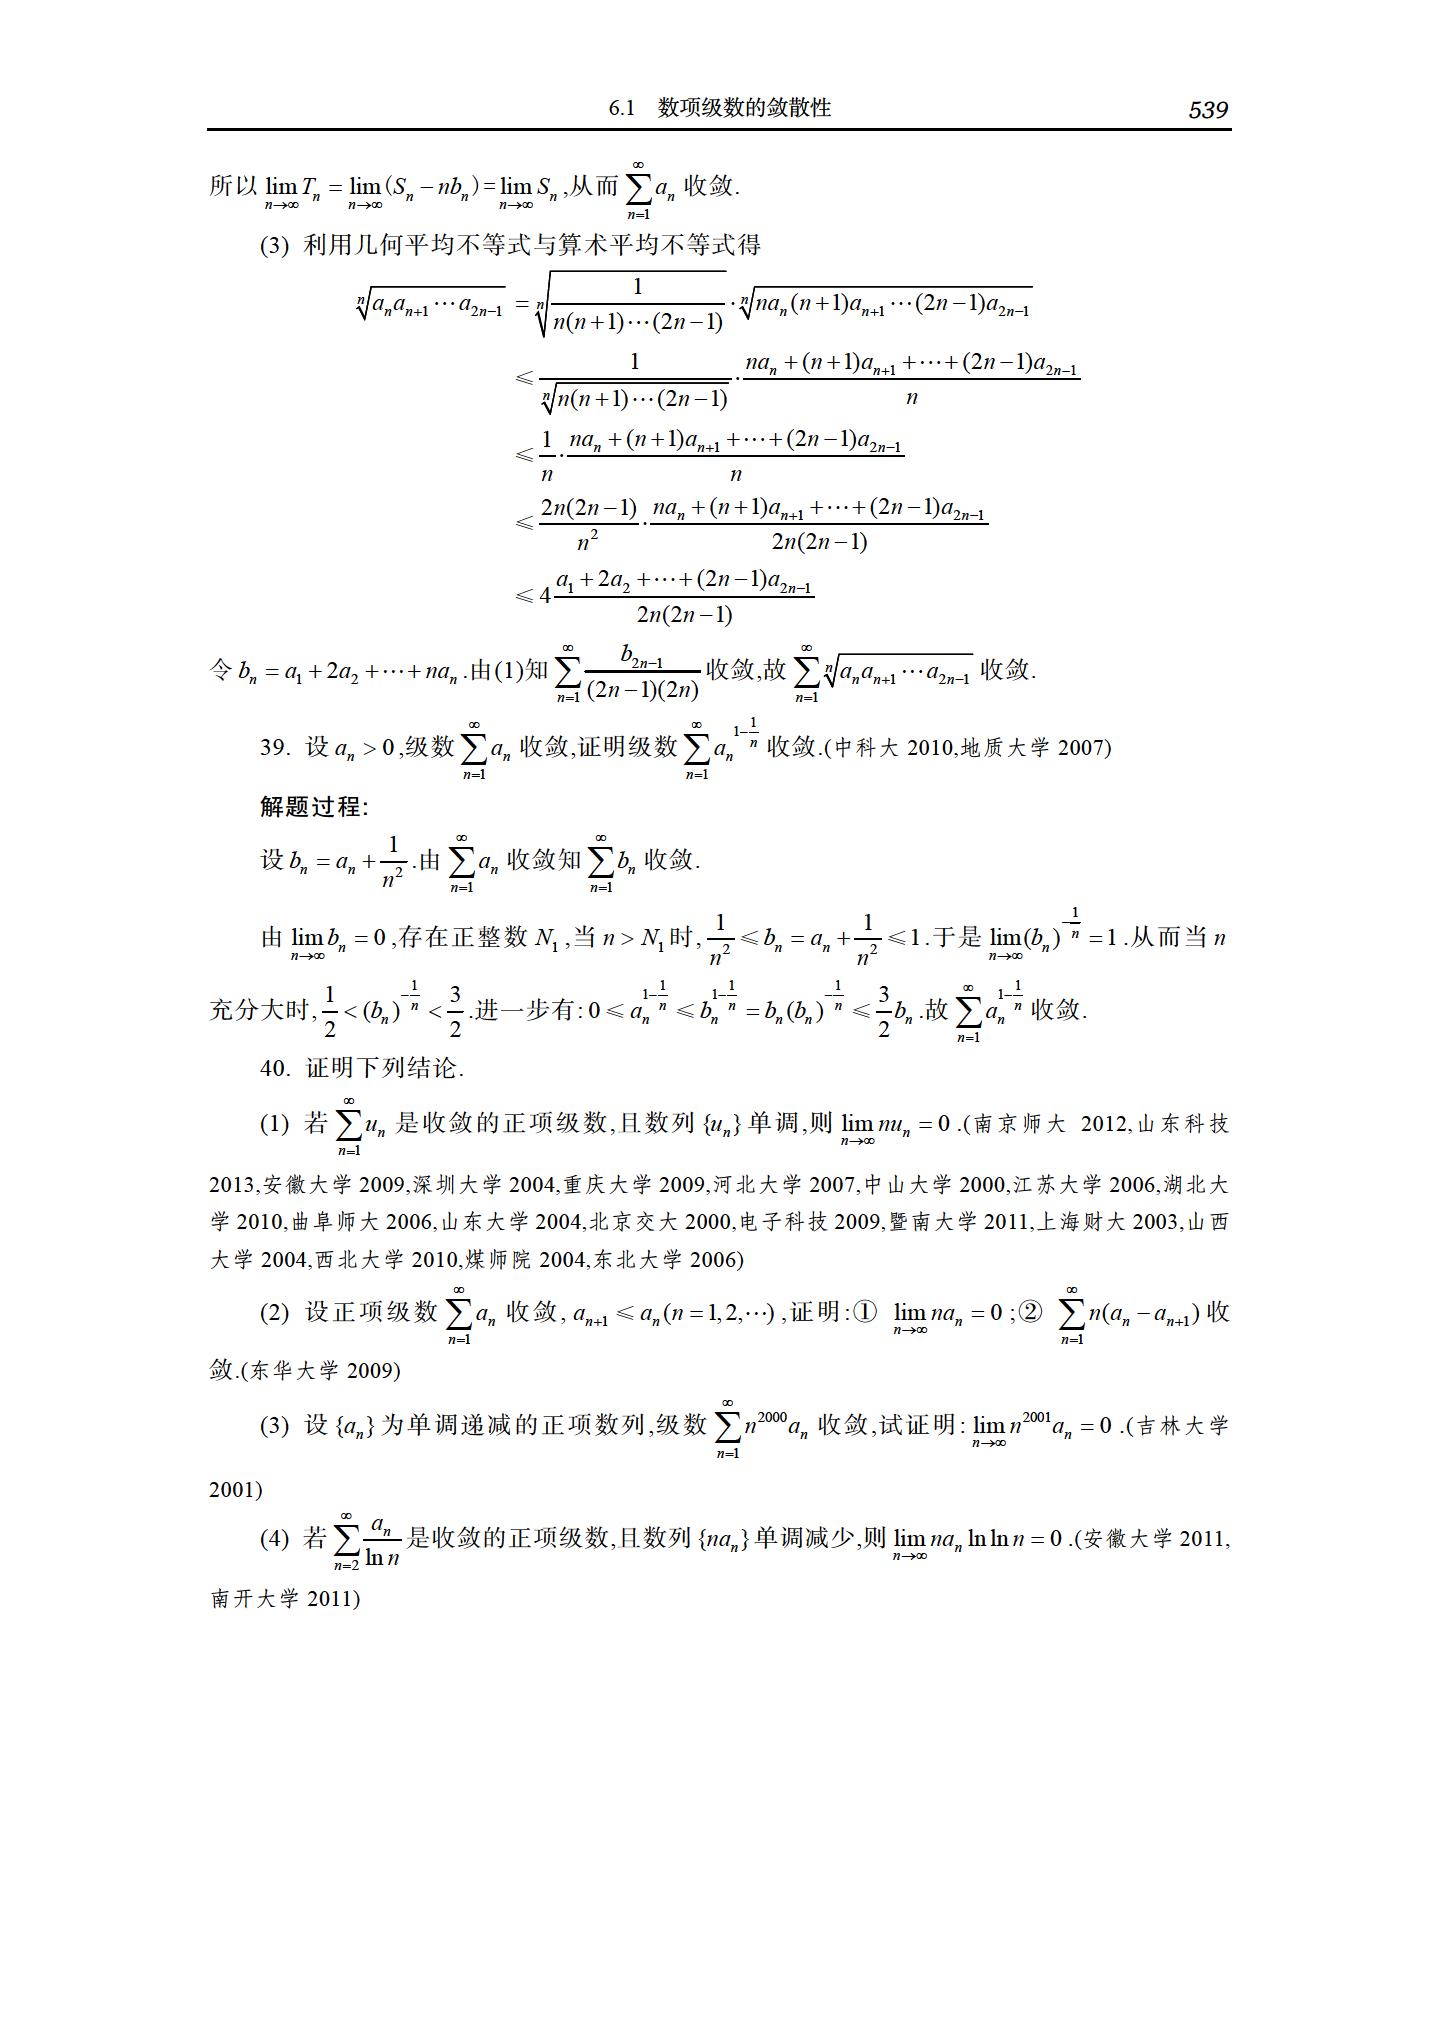 6.1 数项级数的敛散性 539
所以 $\lim_{n\to\infty} T_n = \lim_{n\to\infty}(S_n - nb_n) = \lim_{n\to\infty} S_n$ ,从而 $\sum_{n=1}^{\infty} a_n$ 收敛.
(3) 利用几何平均不等式与算术平均不等式得
$\sqrt[n]{a_n a_{n+1} \cdots a_{2n-1}} = \sqrt[n]{\frac{1}{n(n+1)\cdots(2n-1)}} \cdot \sqrt[n]{na_n(n+1)a_{n+1}\cdots(2n-1)a_{2n-1}}$
$\leqslant \frac{1}{\sqrt[n]{n(n+1)\cdots(2n-1)}} \cdot \frac{na_n+(n+1)a_{n+1}+\cdots+(2n-1)a_{2n-1}}{n}$
$\leqslant \frac{1}{n} \cdot \frac{na_n+(n+1)a_{n+1}+\cdots+(2n-1)a_{2n-1}}{n}$
$\leqslant \frac{2n(2n-1)}{n^2} \cdot \frac{na_n+(n+1)a_{n+1}+\cdots+(2n-1)a_{2n-1}}{2n(2n-1)}$
$\leqslant 4\frac{a_1+2a_2+\cdots+(2n-1)a_{2n-1}}{2n(2n-1)}$
令 $b_n = a_1+2a_2+\cdots+na_n$ .由(1)知 $\sum_{n=1}^{\infty} \frac{b_{2n-1}}{(2n-1)(2n)}$ 收敛,故 $\sum_{n=1}^{\infty} \sqrt[n]{a_n a_{n+1}\cdots a_{2n-1}}$ 收敛.
39. 设 $a_n > 0$ ,级数 $\sum_{n=1}^{\infty} a_n$ 收敛,证明级数 $\sum_{n=1}^{\infty} a_n^{1-\frac{1}{n}}$ 收敛.(中科大 2010,地质大学 2007)
解题过程:
设 $b_n = a_n + \frac{1}{n^2}$ .由 $\sum_{n=1}^{\infty} a_n$ 收敛知 $\sum_{n=1}^{\infty} b_n$ 收敛.
由 $\lim_{n\to\infty} b_n = 0$ ,存在正整数 $N_1$ ,当 $n > N_1$ 时, $\frac{1}{n^2} \leqslant b_n = a_n + \frac{1}{n^2} \leqslant 1$ .于是 $\lim_{n\to\infty}(b_n)^{-\frac{1}{n}} = 1$ .从而当 $n$
充分大时, $\frac{1}{2} < (b_n)^{-\frac{1}{n}} < \frac{3}{2}$ .进一步有: $0 \leqslant a_n^{1-\frac{1}{n}} \leqslant b_n^{1-\frac{1}{n}} = b_n(b_n)^{-\frac{1}{n}} \leqslant \frac{3}{2}b_n$ .故 $\sum_{n=1}^{\infty} a_n^{1-\frac{1}{n}}$ 收敛.
40. 证明下列结论.
(1) 若 $\sum_{n=1}^{\infty} u_n$ 是收敛的正项级数,且数列 $\{u_n\}$ 单调,则 $\lim_{n\to\infty} nu_n = 0$ .(南京师大 2012,山东科技
2013,安徽大学 2009,深圳大学 2004,重庆大学 2009,河北大学 2007,中山大学 2000,江苏大学 2006,湖北大
学 2010,曲阜师大 2006,山东大学 2004,北京交大 2000,电子科技 2009,暨南大学 2011,上海财大 2003,山西
大学 2004,西北大学 2010,煤师院 2004,东北大学 2006)
(2) 设正项级数 $\sum_{n=1}^{\infty} a_n$ 收敛, $a_{n+1} \leqslant a_n (n=1,2,\cdots)$ ,证明:① $\lim_{n\to\infty} na_n = 0$ ;② $\sum_{n=1}^{\infty} n(a_n - a_{n+1})$ 收
敛.(东华大学 2009)
(3) 设 $\{a_n\}$ 为单调递减的正项数列,级数 $\sum_{n=1}^{\infty} n^{2000}a_n$ 收敛,试证明: $\lim_{n\to\infty} n^{2001}a_n = 0$ .(吉林大学
2001)
(4) 若 $\sum_{n=2}^{\infty} \frac{a_n}{\ln n}$ 是收敛的正项级数,且数列 $\{na_n\}$ 单调减少,则 $\lim_{n\to\infty} na_n \ln\ln n = 0$ .(安徽大学 2011,
南开大学 2011)